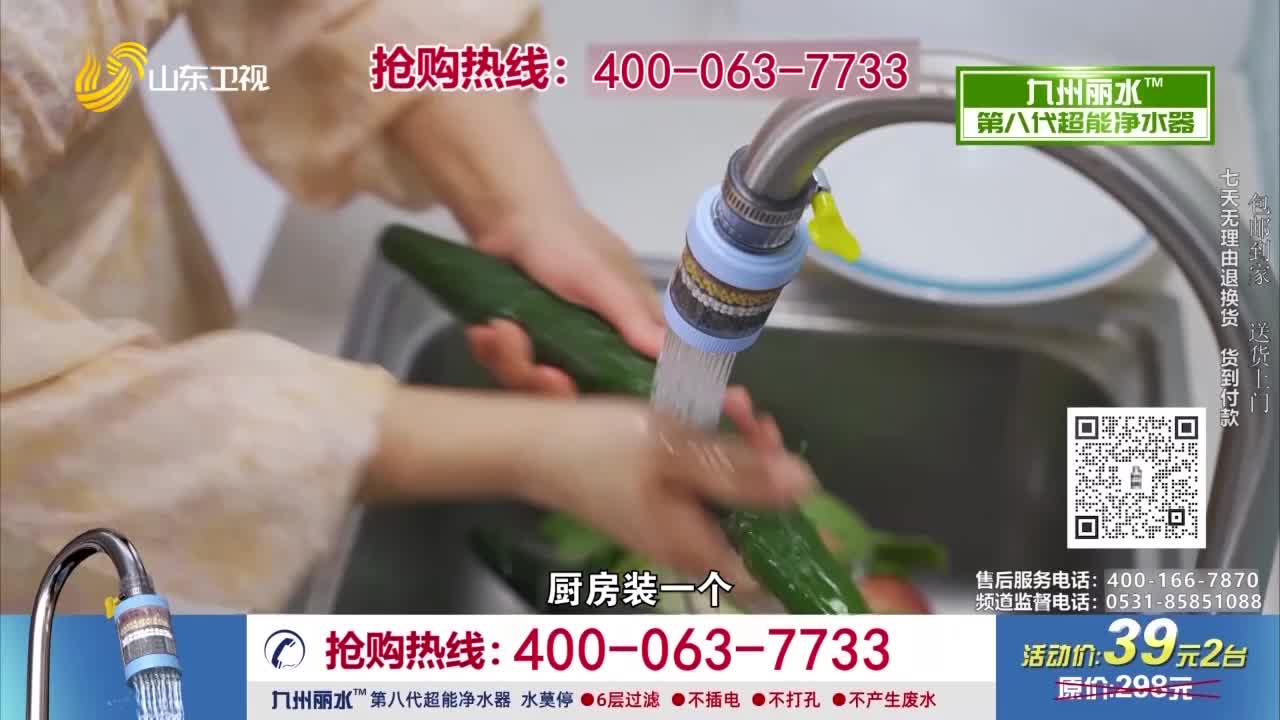 山东卫视
抢购热线：400-063-7733
九州丽水™
第八代超能净水器
包邮到家 送货上门
七天无理由退换货 货到付款
厨房装一个
售后服务电话：400-166-7870
频道监督电话：0531-85851088
抢购热线：400-063-7733
九州丽水™ 第八代超能净水器 水莫停 ●6层过滤 ●不插电 ●不打孔 ●不产生废水
活动价:39元2台
原价:298元